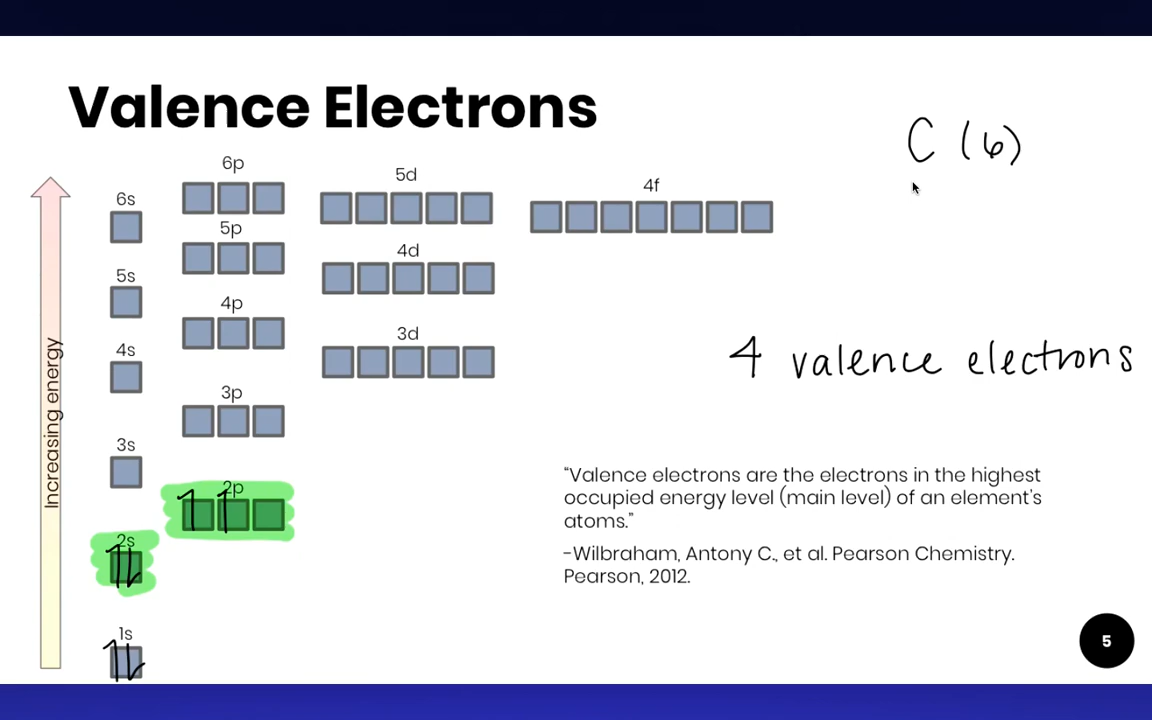 Valence Electrons
C (6)
6p
5d
4f
6s
5p
4d
5s
4p
3d
4s
4 valence electrons
3p
3s
Increasing energy
2p
2s
1s
“Valence electrons are the electrons in the highest
occupied energy level (main level) of an element's
atoms.”
-Wilbraham, Antony C., et al. Pearson Chemistry.
Pearson, 2012.
5